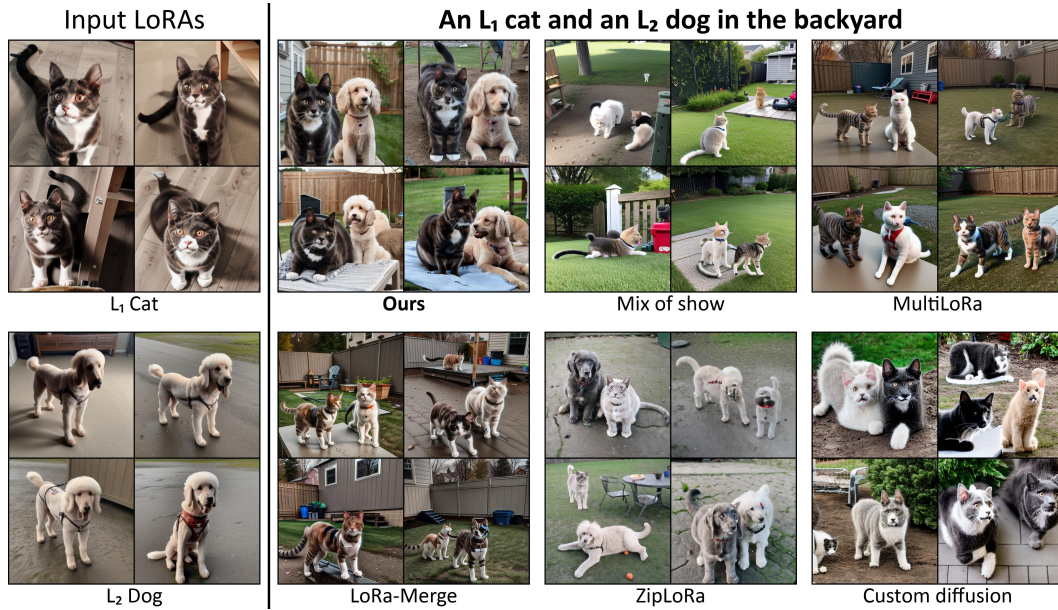 Input LoRAs
An L₁ cat and an L₂ dog in the backyard
L₁ Cat
Ours
Mix of show
MultiLoRa
L₂ Dog
LoRa-Merge
ZipLoRa
Custom diffusion